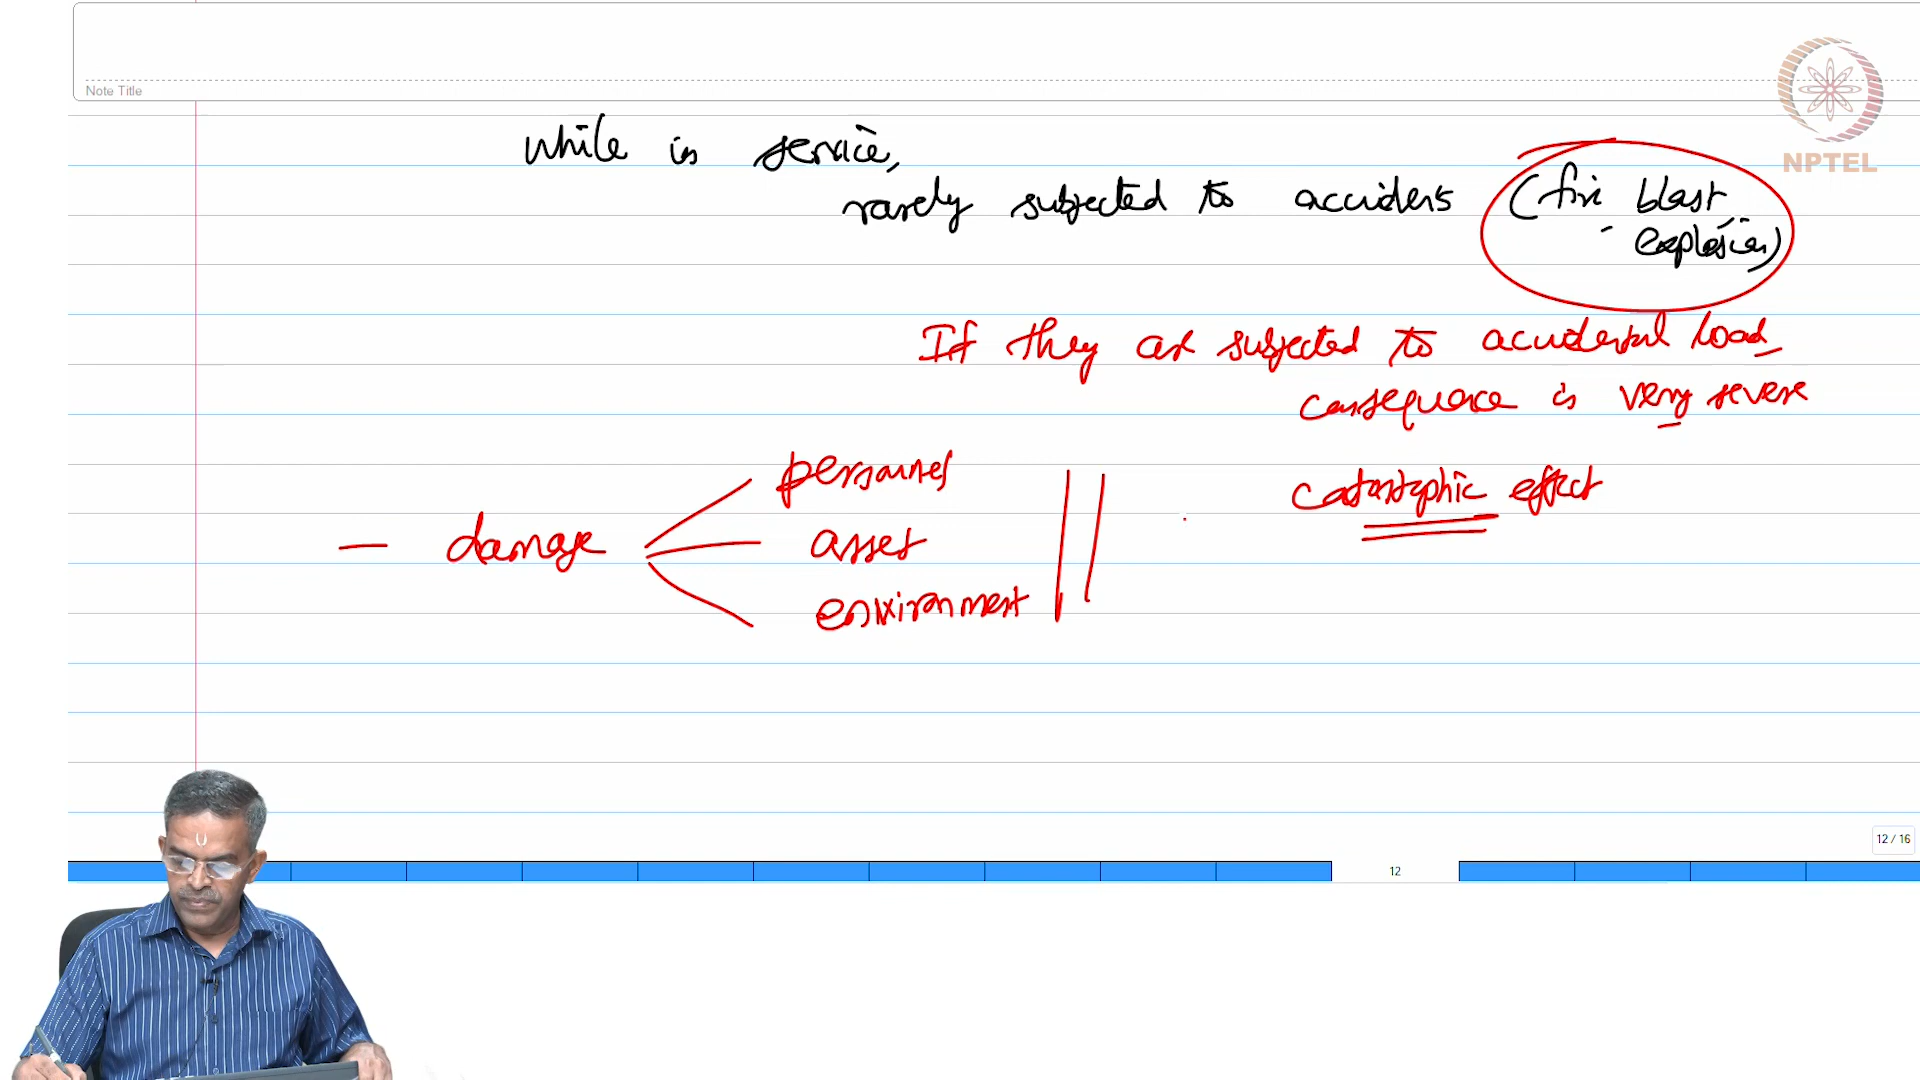 Note Title
NPTEL
while in service,
rarely subjected to accidents (fire blast
explosion)
If they are subjected to accidental load
consequence is very severe
catastrophic effect
personnel
damage
asset
environment
12 / 16
12